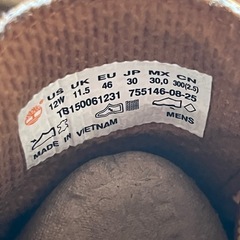 US UK EU JP MX CN
12W 11.5 46 30 30,0 300(2.5)
TB150061231 755146-08-25
MADE IN VIETNAM MENS